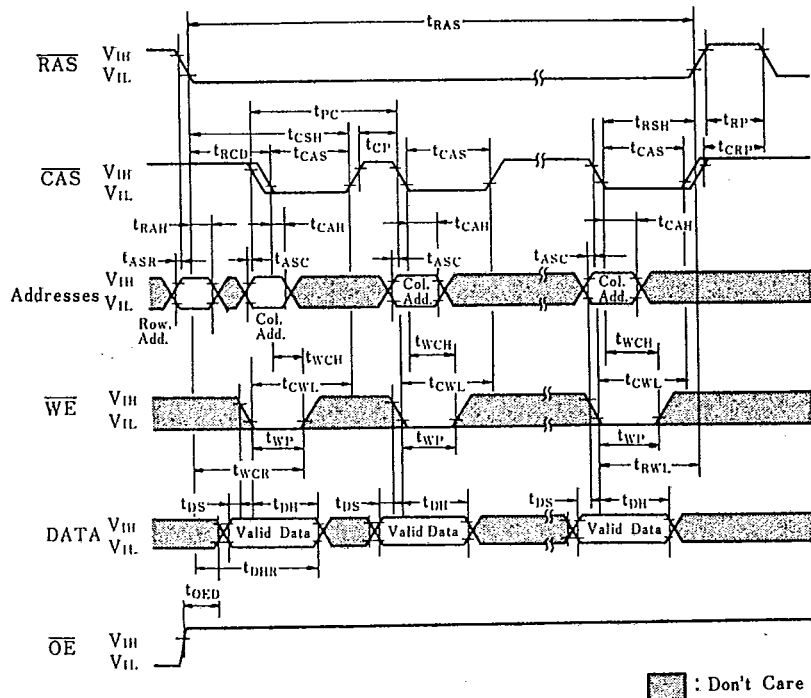 tRAS
RAS VIH
VIL
tPC
tCSH
tRCD tCAS tCP tCAS
tRSH tRP
tCAS tCRP
CAS VIH
VIL
tRAH tCAH tCAH tCAH
tASR tASC tASC tASC
Addresses VIH
VIL
Row. Add.
Col. Add.
Col. Add.
Col. Add.
tWCH tWCH tWCH
tCWL tCWL tCWL
WE VIH
VIL
tWP tWP tWP
tWCR tRWL
tDS tDH tDS tDH tDS tDH
DATA VIH
VIL
Valid Data Valid Data Valid Data
tDHR
tOED
OE VIH
VIL
: Don't Care